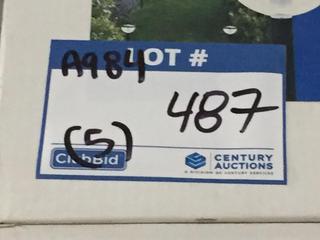 A984 LOT #
487
(5)
ClubBid
CENTURY
AUCTIONS
A DIVISION OF CENTURY SERVICES